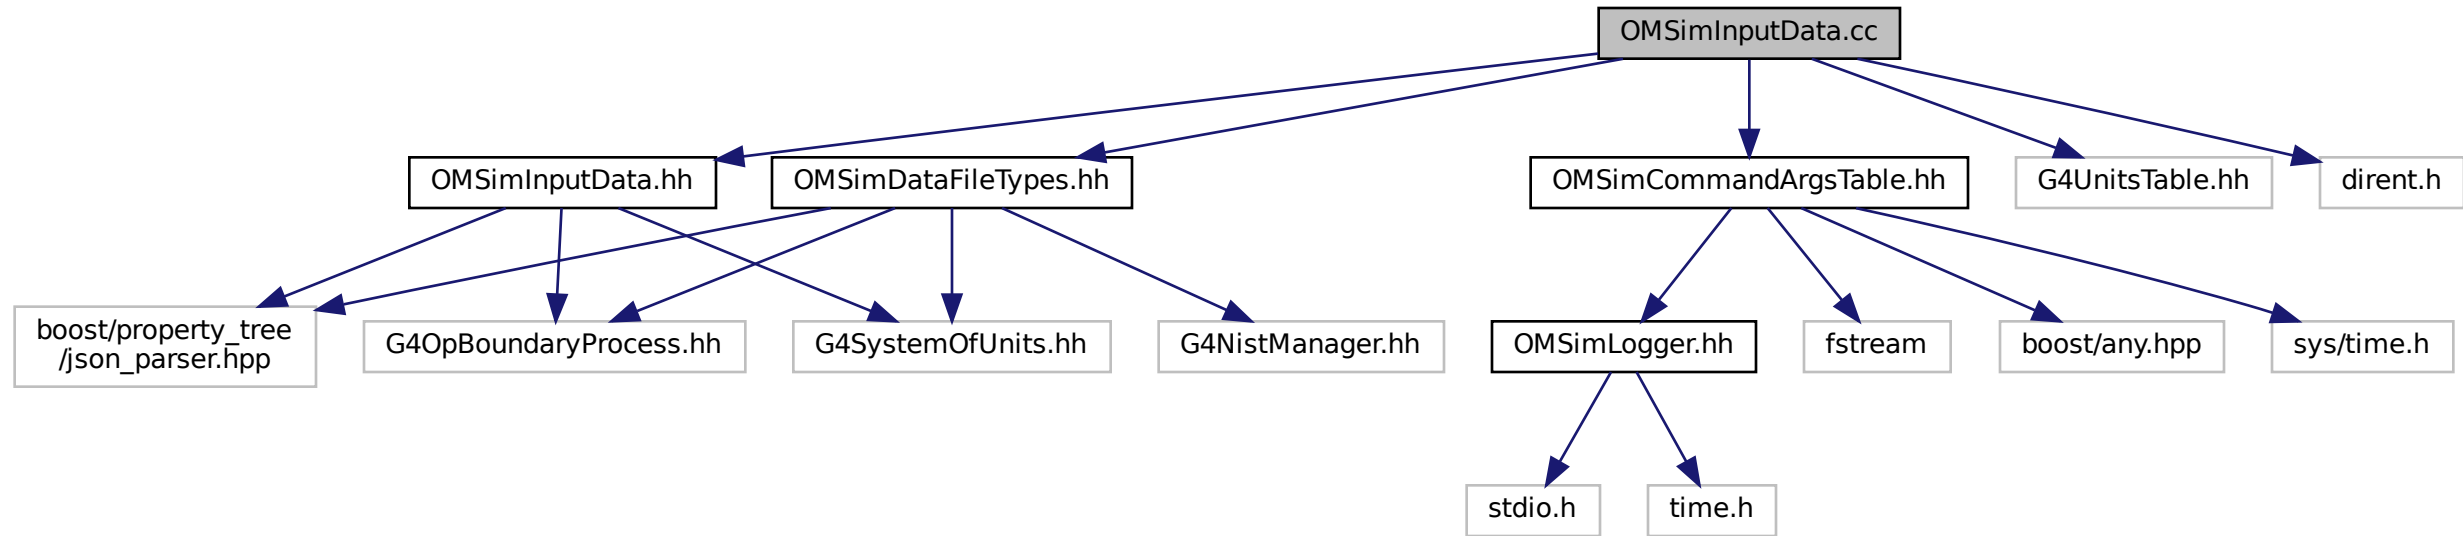 OMSimInputData.cc
OMSimInputData.hh
OMSimDataFileTypes.hh
OMSimCommandArgsTable.hh
G4UnitsTable.hh
dirent.h
boost/property_tree
/json_parser.hpp
G4OpBoundaryProcess.hh
G4SystemOfUnits.hh
G4NistManager.hh
OMSimLogger.hh
fstream
boost/any.hpp
sys/time.h
stdio.h
time.h